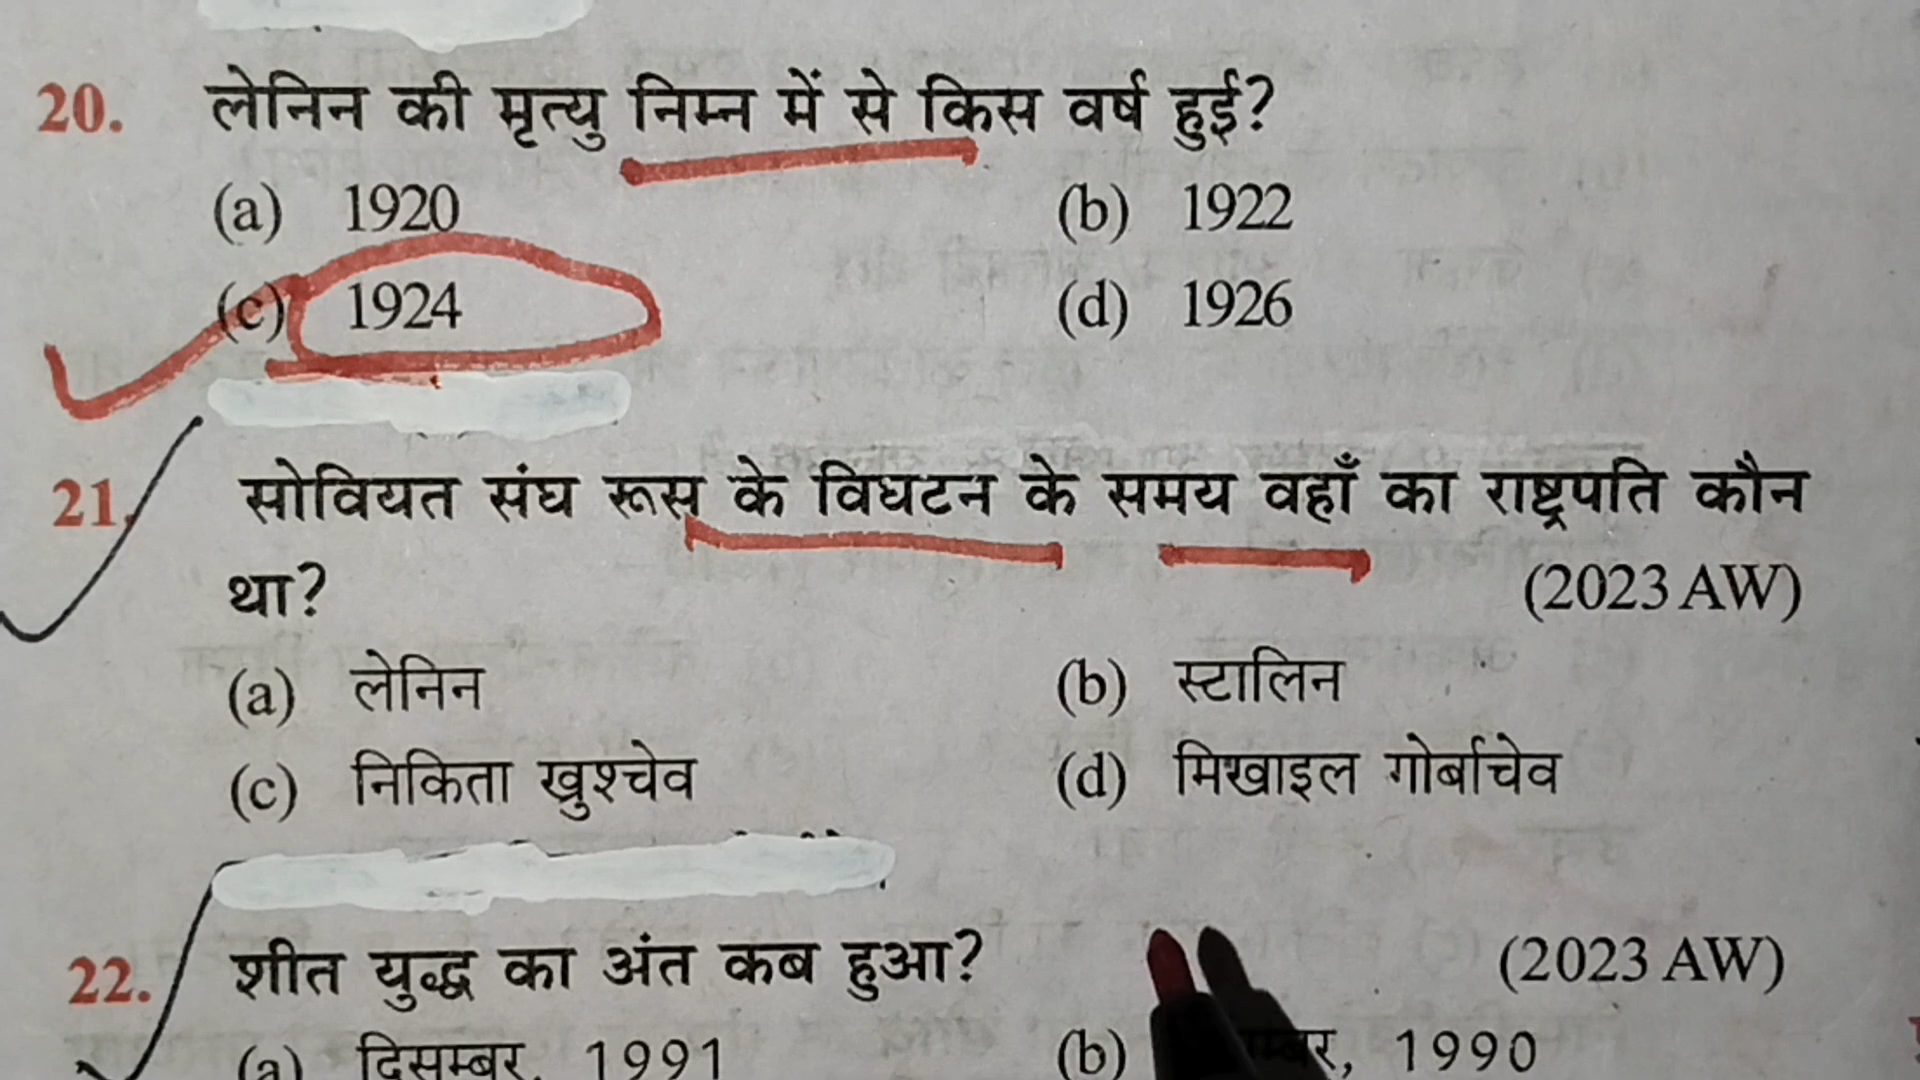 20. लेनिन की मृत्यु निम्न में से किस वर्ष हुई?
(a) 1920 (b) 1922
(c) 1924 (d) 1926
21. सोवियत संघ रूस के विघटन के समय वहाँ का राष्ट्रपति कौन
था? (2023 AW)
(a) लेनिन (b) स्टालिन
(c) निकिता ख्रुश्चेव (d) मिखाइल गोर्बाचेव
22. शीत युद्ध का अंत कब हुआ? (2023 AW)
(a) दिसम्बर, 1991 (b) 1990